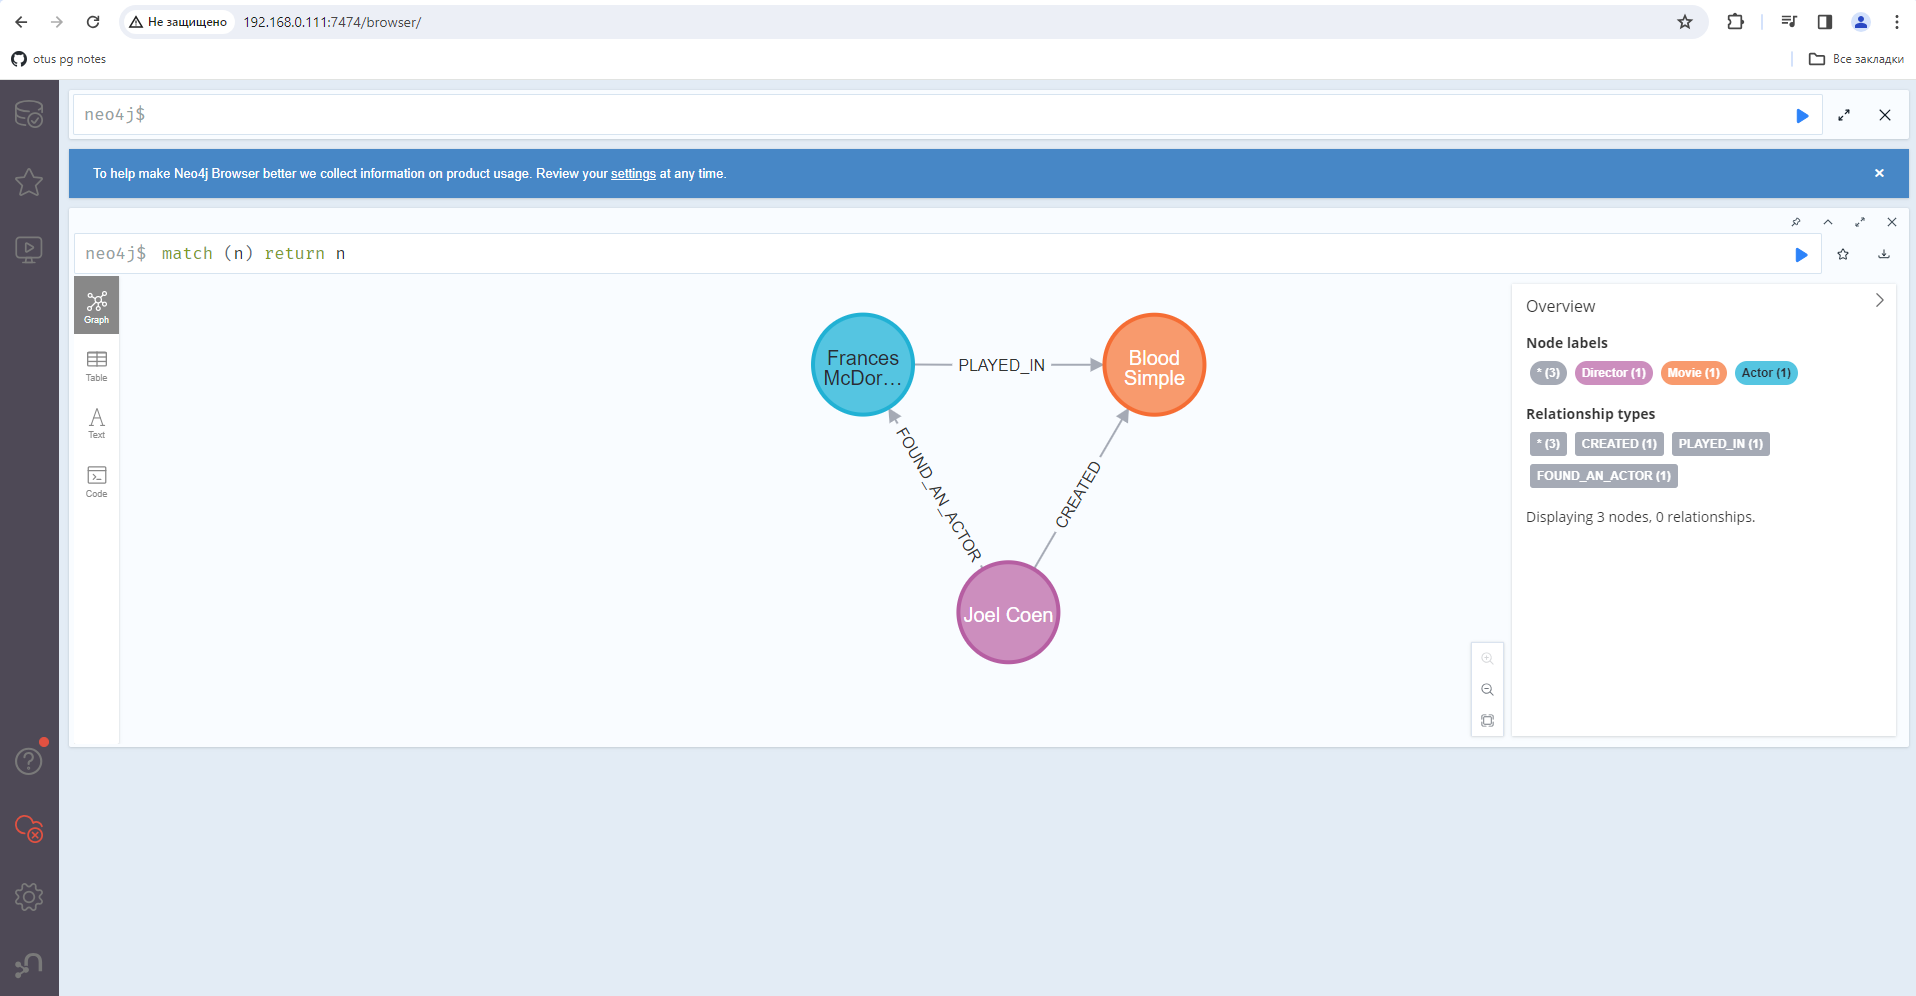 Не защищено 192.168.0.111:7474/browser/
otus pg notes
Все закладки
neo4j$
To help make Neo4j Browser better we collect information on product usage. Review your settings at any time.
neo4j$ match (n) return n
Graph
Table
Text
Code
Frances
McDor…
PLAYED_IN
Blood
Simple
FOUND_AN_ACTOR
CREATED
Joel Coen
Overview
Node labels
* (3) Director (1) Movie (1) Actor (1)
Relationship types
* (3) CREATED (1) PLAYED_IN (1)
FOUND_AN_ACTOR (1)
Displaying 3 nodes, 0 relationships.